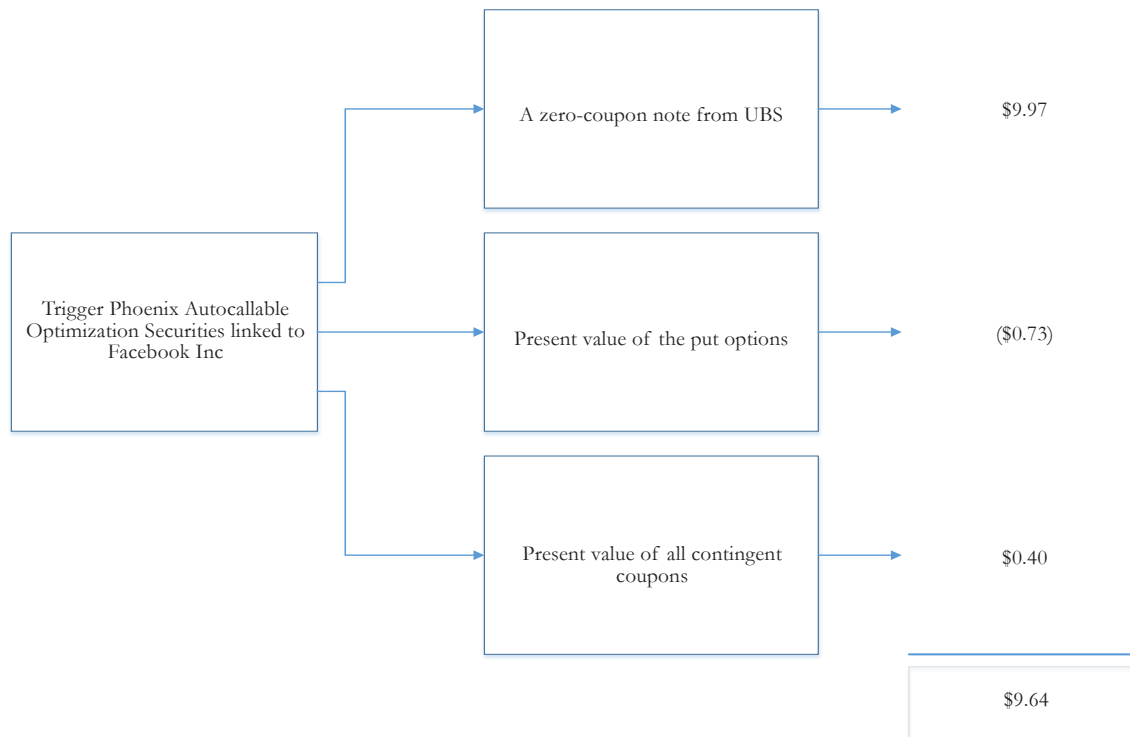 A zero-coupon note from UBS
$9.97
Trigger Phoenix Autocallable
Optimization Securities linked to
Facebook Inc
Present value of the put options
($0.73)
Present value of all contingent
coupons
$0.40
$9.64